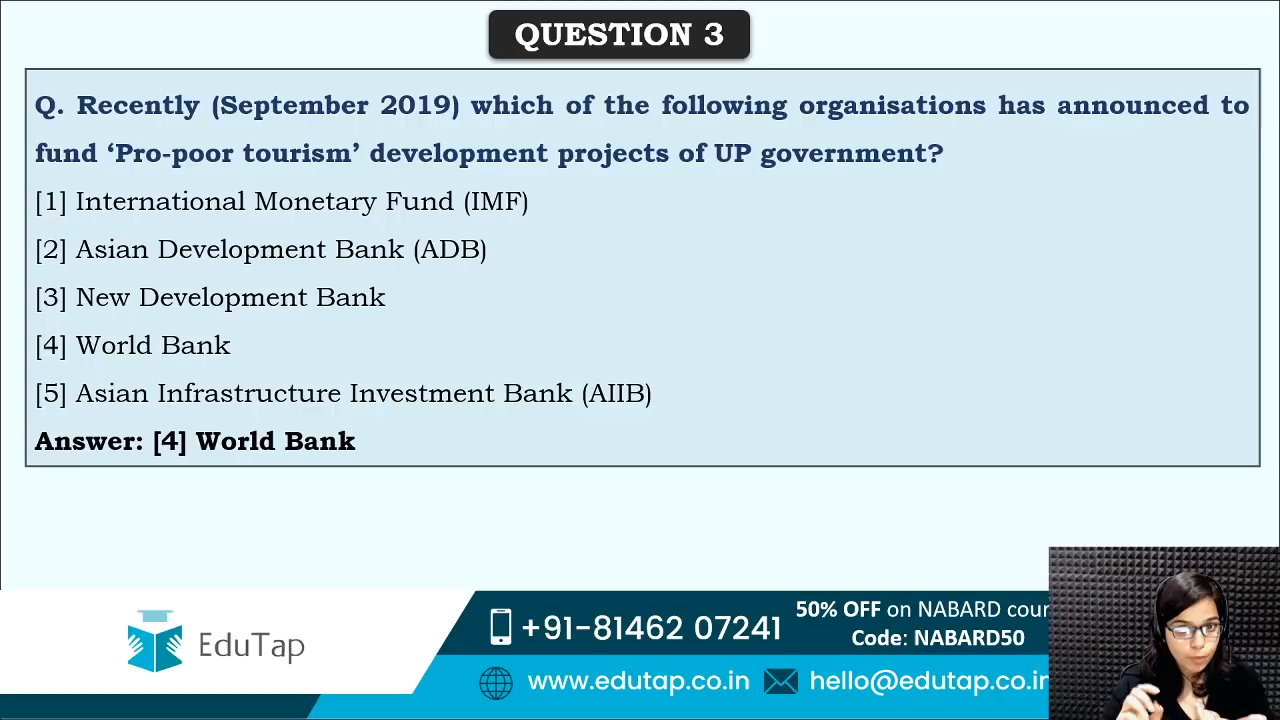 QUESTION 3
Q. Recently (September 2019) which of the following organisations has announced to
fund ‘Pro-poor tourism’ development projects of UP government?
[1] International Monetary Fund (IMF)
[2] Asian Development Bank (ADB)
[3] New Development Bank
[4] World Bank
[5] Asian Infrastructure Investment Bank (AIIB)
Answer: [4] World Bank
EduTap
+91-81462 07241
50% OFF on NABARD cour
Code: NABARD50
www.edutap.co.in
hello@edutap.co.in